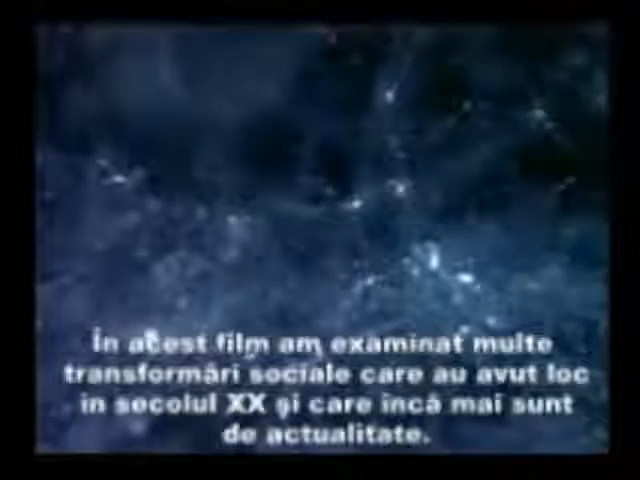 În acest film am examinat multe
transformări sociale care au avut loc
în secolul XX şi care încă mai sunt
de actualitate.